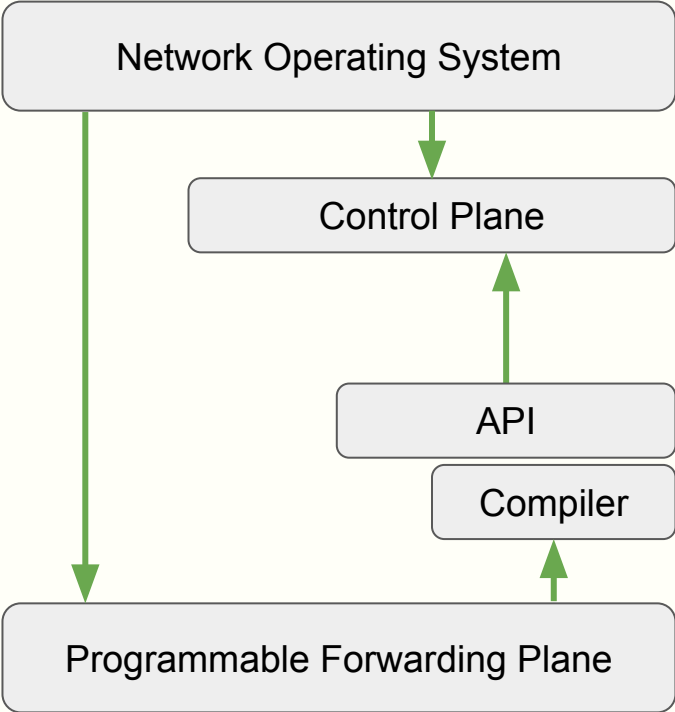 Network Operating System
Control Plane
API
Compiler
Programmable Forwarding Plane